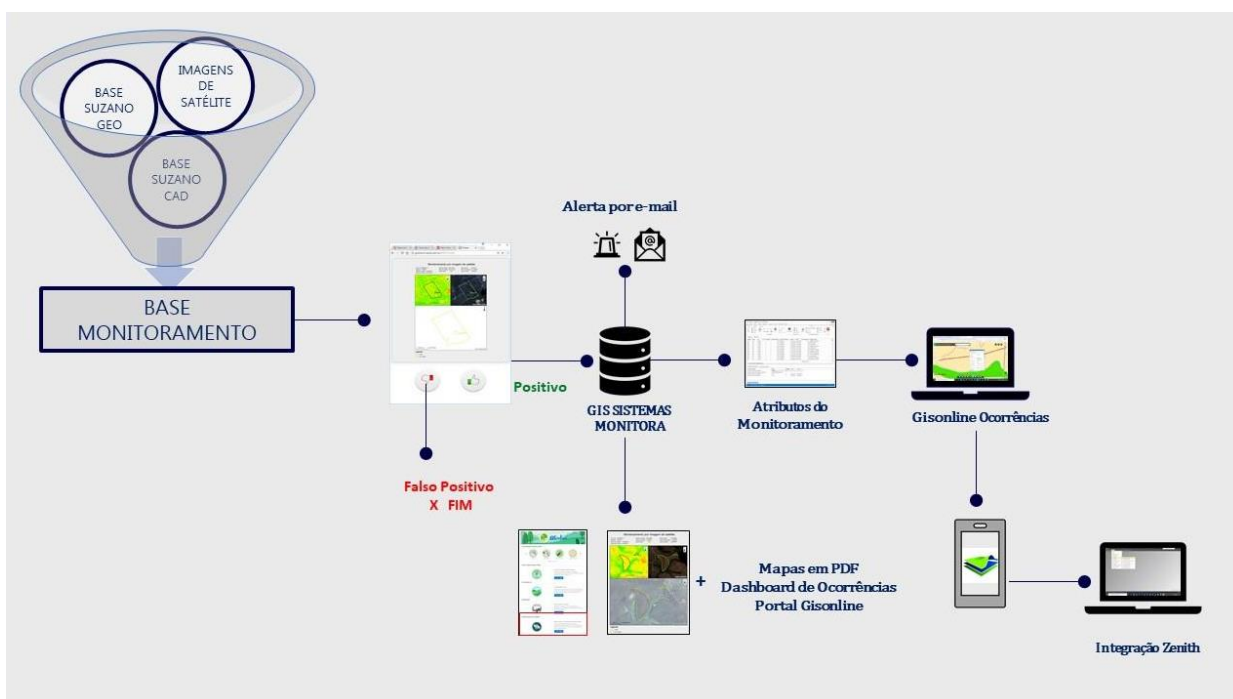 IMAGENS
DE
SATÉLITE
BASE
SUZANO
GEO
BASE
SUZANO
CAD
BASE
MONITORAMENTO
Positivo
Falso Positivo
X FIM
Alerta por e-mail
GIS SISTEMAS
MONITORA
Atributos do
Monitoramento
Gisonline Ocorrências
+
Mapas em PDF
Dashboard de Ocorrências
Portal Gisonline
Integração Zenith